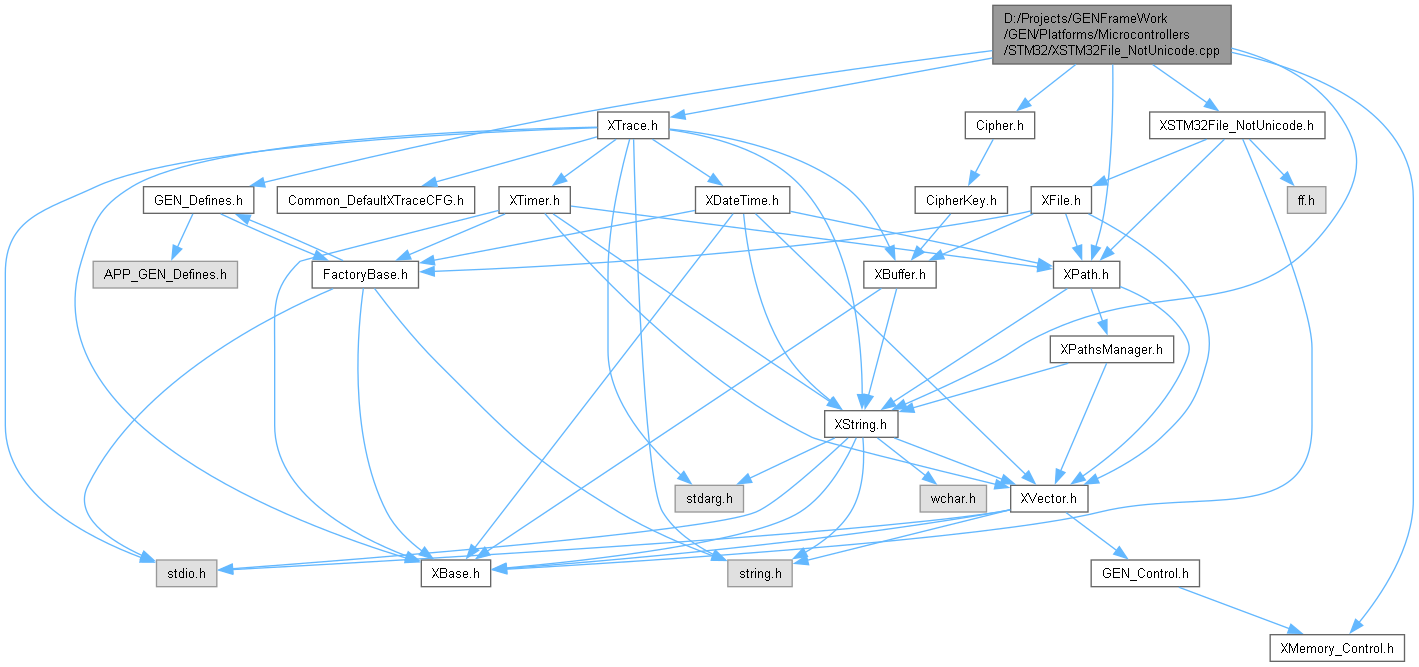 D:/Projects/GENFrameWork
/GEN/Platforms/Microcontrollers
/STM32/XSTM32File_NotUnicode.cpp
XTrace.h
Cipher.h
XSTM32File_NotUnicode.h
GEN_Defines.h
Common_DefaultXTraceCFG.h
XTimer.h
XDateTime.h
CipherKey.h
XFile.h
ff.h
APP_GEN_Defines.h
FactoryBase.h
XBuffer.h
XPath.h
XPathsManager.h
XString.h
stdarg.h
wchar.h
XVector.h
stdio.h
XBase.h
string.h
GEN_Control.h
XMemory_Control.h